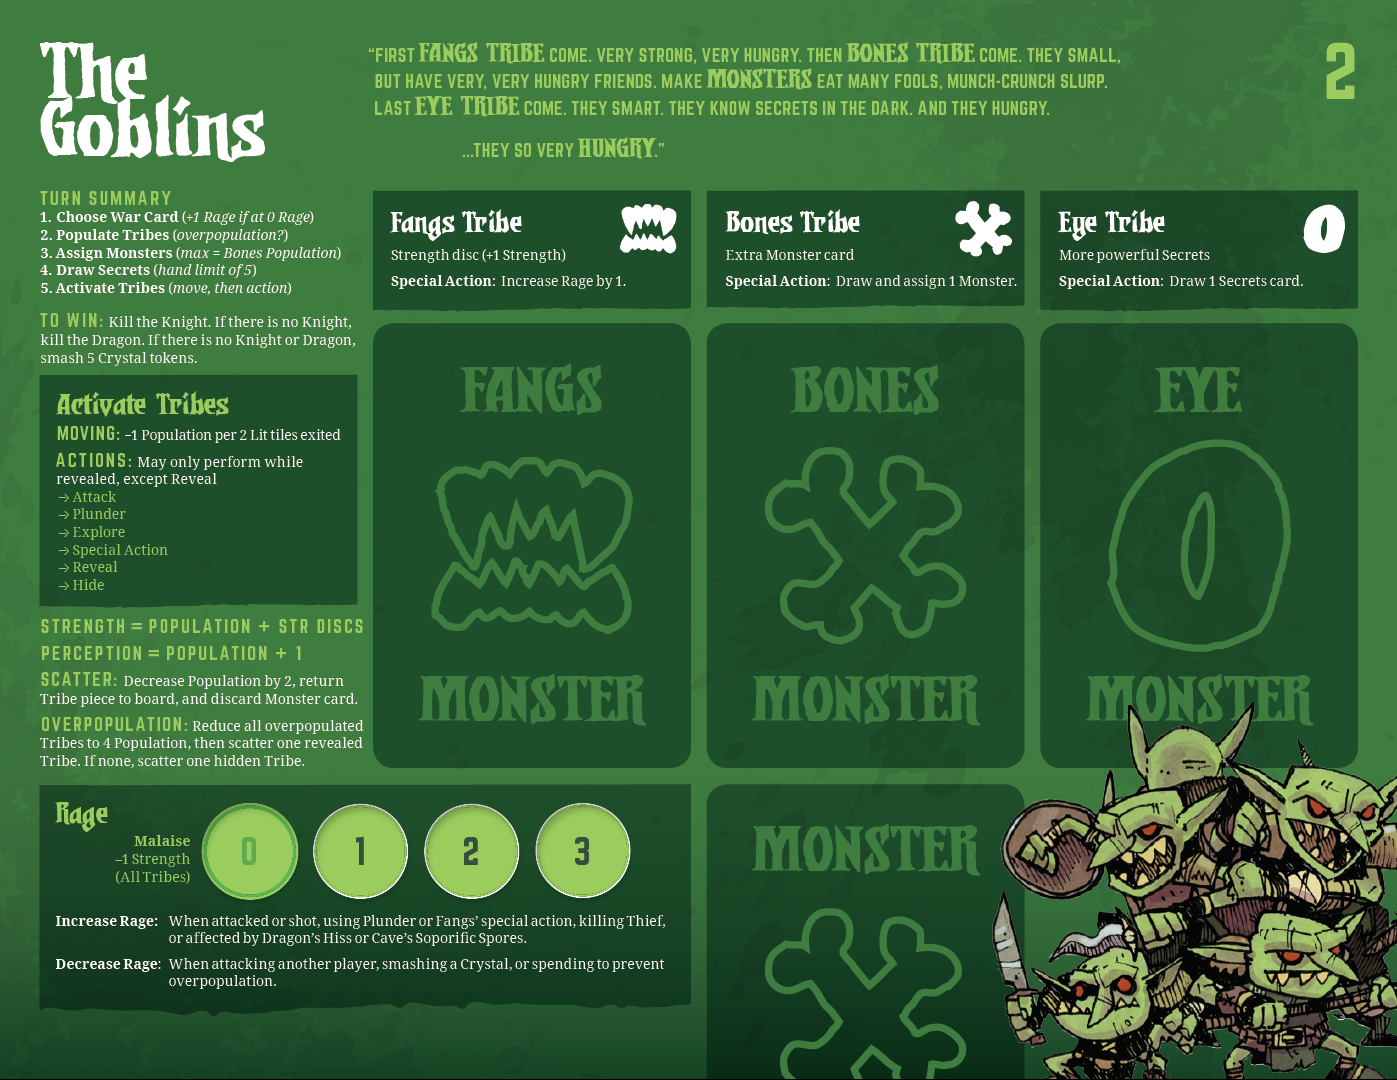 The
Goblins
“FIRST FANGS TRIBE COME. VERY STRONG, VERY HUNGRY. THEN BONES TRIBE COME. THEY SMALL,
BUT HAVE VERY, VERY HUNGRY FRIENDS. MAKE MONSTERS EAT MANY FOOLS, MUNCH-CRUNCH SLURP.
LAST EYE TRIBE COME. THEY SMART. THEY KNOW SECRETS IN THE DARK. AND THEY HUNGRY.
...THEY SO VERY HUNGRY.”
2
TURN SUMMARY
1. Choose War Card (+1 Rage if at 0 Rage)
2. Populate Tribes (overpopulation?)
3. Assign Monsters (max = Bones Population)
4. Draw Secrets (hand limit of 5)
5. Activate Tribes (move, then action)
TO WIN: Kill the Knight. If there is no Knight,
kill the Dragon. If there is no Knight or Dragon,
smash 5 Crystal tokens.
Activate Tribes
MOVING: –1 Population per 2 Lit tiles exited
ACTIONS: May only perform while
revealed, except Reveal
→ Attack
→ Plunder
→ Explore
→ Special Action
→ Reveal
→ Hide
STRENGTH = POPULATION + STR DISCS
PERCEPTION = POPULATION + 1
SCATTER: Decrease Population by 2, return
Tribe piece to board, and discard Monster card.
OVERPOPULATION: Reduce all overpopulated
Tribes to 4 Population, then scatter one revealed
Tribe. If none, scatter one hidden Tribe.
Fangs Tribe
Strength disc (+1 Strength)
Special Action: Increase Rage by 1.
Bones Tribe
Extra Monster card
Special Action: Draw and assign 1 Monster.
Eye Tribe
More powerful Secrets
Special Action: Draw 1 Secrets card.
FANGS
MONSTER
BONES
MONSTER
EYE
MONSTER
Rage
Malaise
–1 Strength
(All Tribes)
0 1 2 3
Increase Rage: When attacked or shot, using Plunder or Fangs’ special action, killing Thief,
or affected by Dragon’s Hiss or Cave’s Soporific Spores.
Decrease Rage: When attacking another player, smashing a Crystal, or spending to prevent
overpopulation.
MONSTER